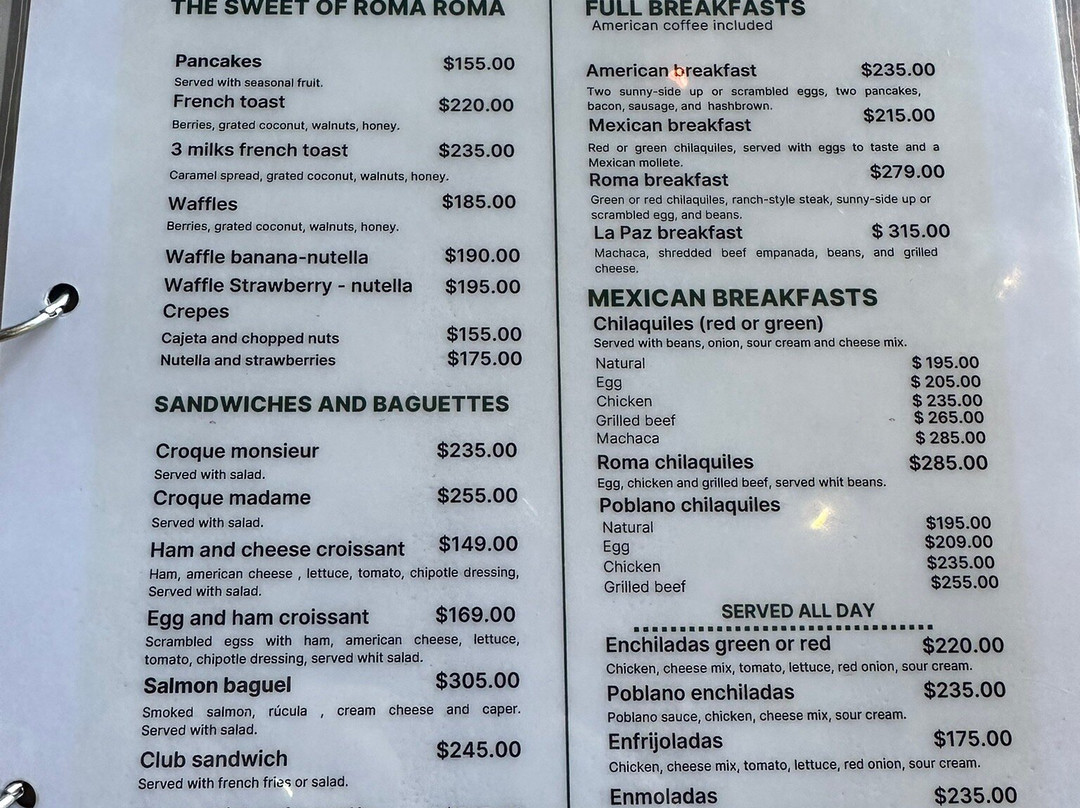 THE SWEET OF ROMA ROMA
Pancakes $155.00
Served with seasonal fruit.
French toast $220.00
Berries, grated coconut, walnuts, honey.
3 milks french toast $235.00
Caramel spread, grated coconut, walnuts, honey.
Waffles $185.00
Berries, grated coconut, walnuts, honey.
Waffle banana-nutella $190.00
Waffle Strawberry - nutella $195.00
Crepes
Cajeta and chopped nuts $155.00
Nutella and strawberries $175.00
SANDWICHES AND BAGUETTES
Croque monsieur $235.00
Served with salad.
Croque madame $255.00
Served with salad.
Ham and cheese croissant $149.00
Ham, american cheese , lettuce, tomato, chipotle dressing,
Served with salad.
Egg and ham croissant $169.00
Scrambled egss with ham, american cheese, lettuce,
tomato, chipotle dressing, served whit salad.
Salmon baguel $305.00
Smoked salmon, rúcula , cream cheese and caper.
Served with salad.
Club sandwich $245.00
Served with french fries or salad.
FULL BREAKFASTS
American coffee included
American breakfast $235.00
Two sunny-side up or scrambled eggs, two pancakes,
bacon, sausage, and hashbrown.
Mexican breakfast $215.00
Red or green chilaquiles, served with eggs to taste and a
Mexican mollete.
Roma breakfast $279.00
Green or red chilaquiles, ranch-style steak, sunny-side up or
scrambled egg, and beans.
La Paz breakfast $ 315.00
Machaca, shredded beef empanada, beans, and grilled
cheese.
MEXICAN BREAKFASTS
Chilaquiles (red or green)
Served with beans, onion, sour cream and cheese mix.
Natural $ 195.00
Egg $ 205.00
Chicken $ 235.00
Grilled beef $ 265.00
Machaca $ 285.00
Roma chilaquiles $285.00
Egg, chicken and grilled beef, served whit beans.
Poblano chilaquiles
Natural $195.00
Egg $209.00
Chicken $235.00
Grilled beef $255.00
SERVED ALL DAY
Enchiladas green or red $220.00
Chicken, cheese mix, tomato, lettuce, red onion, sour cream.
Poblano enchiladas $235.00
Poblano sauce, chicken, cheese mix, sour cream.
Enfrijoladas $175.00
Chicken, cheese mix, tomato, lettuce, red onion, sour cream.
Enmoladas $235.00